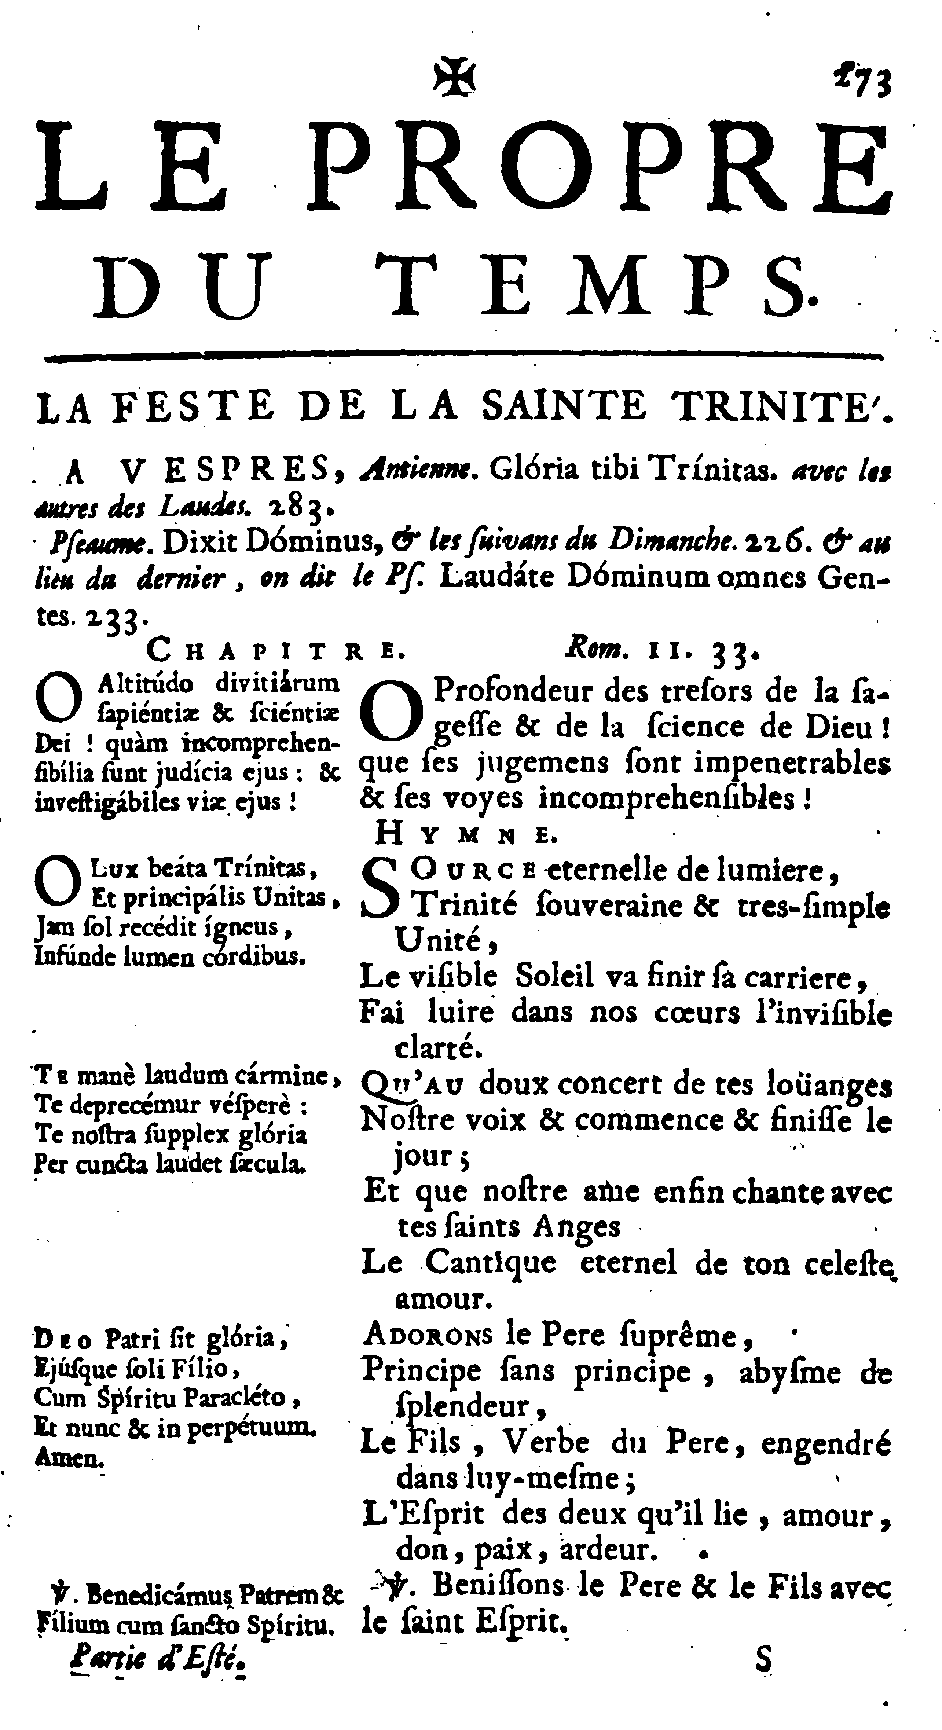 ✠ 273
LE PROPRE
DU TEMPS.
LA FESTE DE LA SAINTE TRINITE'.
A VESPRES, Antienne. Glória tibi Trínitas. avec les
autres des Laudes. 283.
Pſeaume. Dixit Dóminus, & les ſuivans du Dimanche. 226. & au
lieu du dernier, on dit le Pſ. Laudáte Dóminum omnes Gen-
tes. 233.
CHAPITRE. Rom. 11. 33.
O Altitúdo divitiárum
ſapiéntiæ & ſciéntiæ
Dei ! quàm incomprehen-
ſibília ſunt judícia ejus : &
inveſtigábiles viæ ejus !
O Profondeur des treſors de la ſa-
geſſe & de la ſcience de Dieu !
que ſes jugemens ſont impenetrables
& ſes voyes incomprehenſibles !
HYMNE.
O Lux beáta Trínitas,
Et principális Unitas,
Jam ſol recédit ígneus,
Infúnde lumen córdibus.
SOURCE eternelle de lumiere,
Trinité ſouveraine & tres-ſimple
Unité,
Le viſible Soleil va finir ſa carriere,
Fai luire dans nos cœurs l'inviſible
clarté.
TE manè laudum cármine,
Te deprecémur véſperè :
Te noſtra ſupplex glória
Per cuncta laudet ſæcula.
QU'AU doux concert de tes loüanges
Noſtre voix & commence & finiſſe le
jour ;
Et que noſtre ame enfin chante avec
tes ſaints Anges
Le Cantique eternel de ton celeſte
amour.
DEO Patri ſit glória,
Ejúſque ſoli Fílio,
Cum Spíritu Paracléto,
Et nunc & in perpétuum.
Amen.
ADORONS le Pere ſuprême,
Principe ſans principe, abyſme de
ſplendeur,
Le Fils, Verbe du Pere, engendré
dans luy-meſme ;
L'Eſprit des deux qu'il lie, amour,
don, paix, ardeur.
℣. Benedicámus Patrem &
Fílium cum ſancto Spíritu.
℣. Beniſſons le Pere & le Fils avec
le ſaint Eſprit.
Partie d'Eſté. S